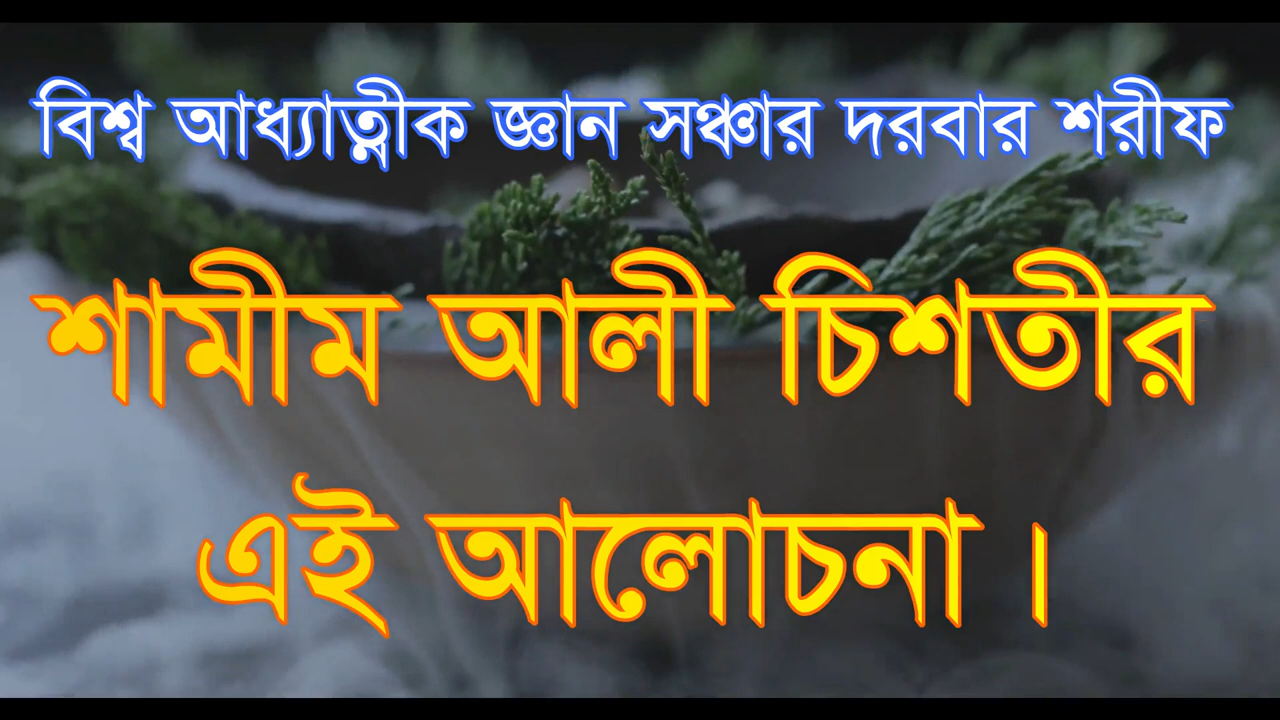 বিশ্ব আধ্যাত্নীক জ্ঞান সঞ্চার দরবার শরীফ
শামীম আলী চিশতীর
এই আলোচনা ।